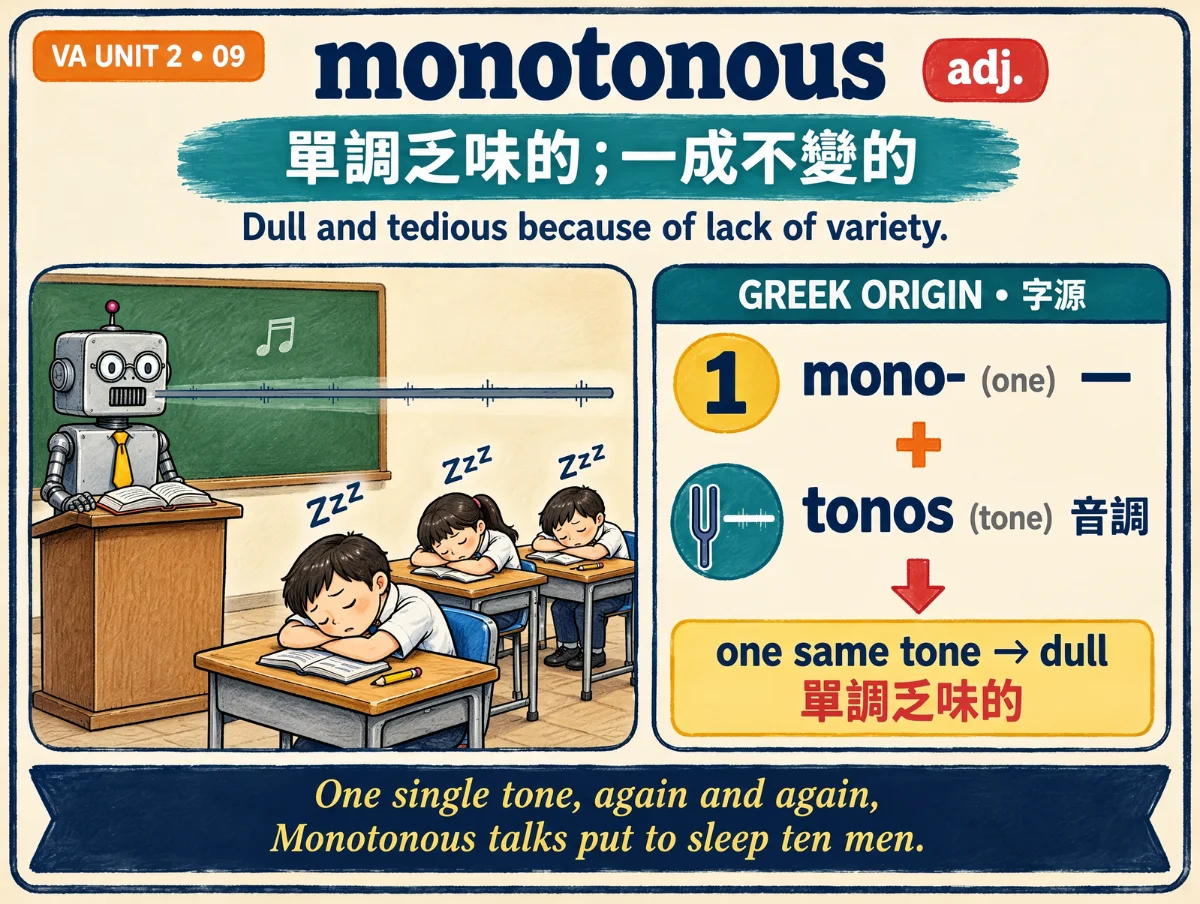 VA UNIT 2 • 09
monotonous
adj.
單調乏味的；一成不變的
Dull and tedious because of lack of variety.
Zzz
Zzz
Zzz
GREEK ORIGIN • 字源
1
mono- (one) 一
+
tonos (tone) 音調
one same tone → dull
單調乏味的
One single tone, again and again,
Monotonous talks put to sleep ten men.